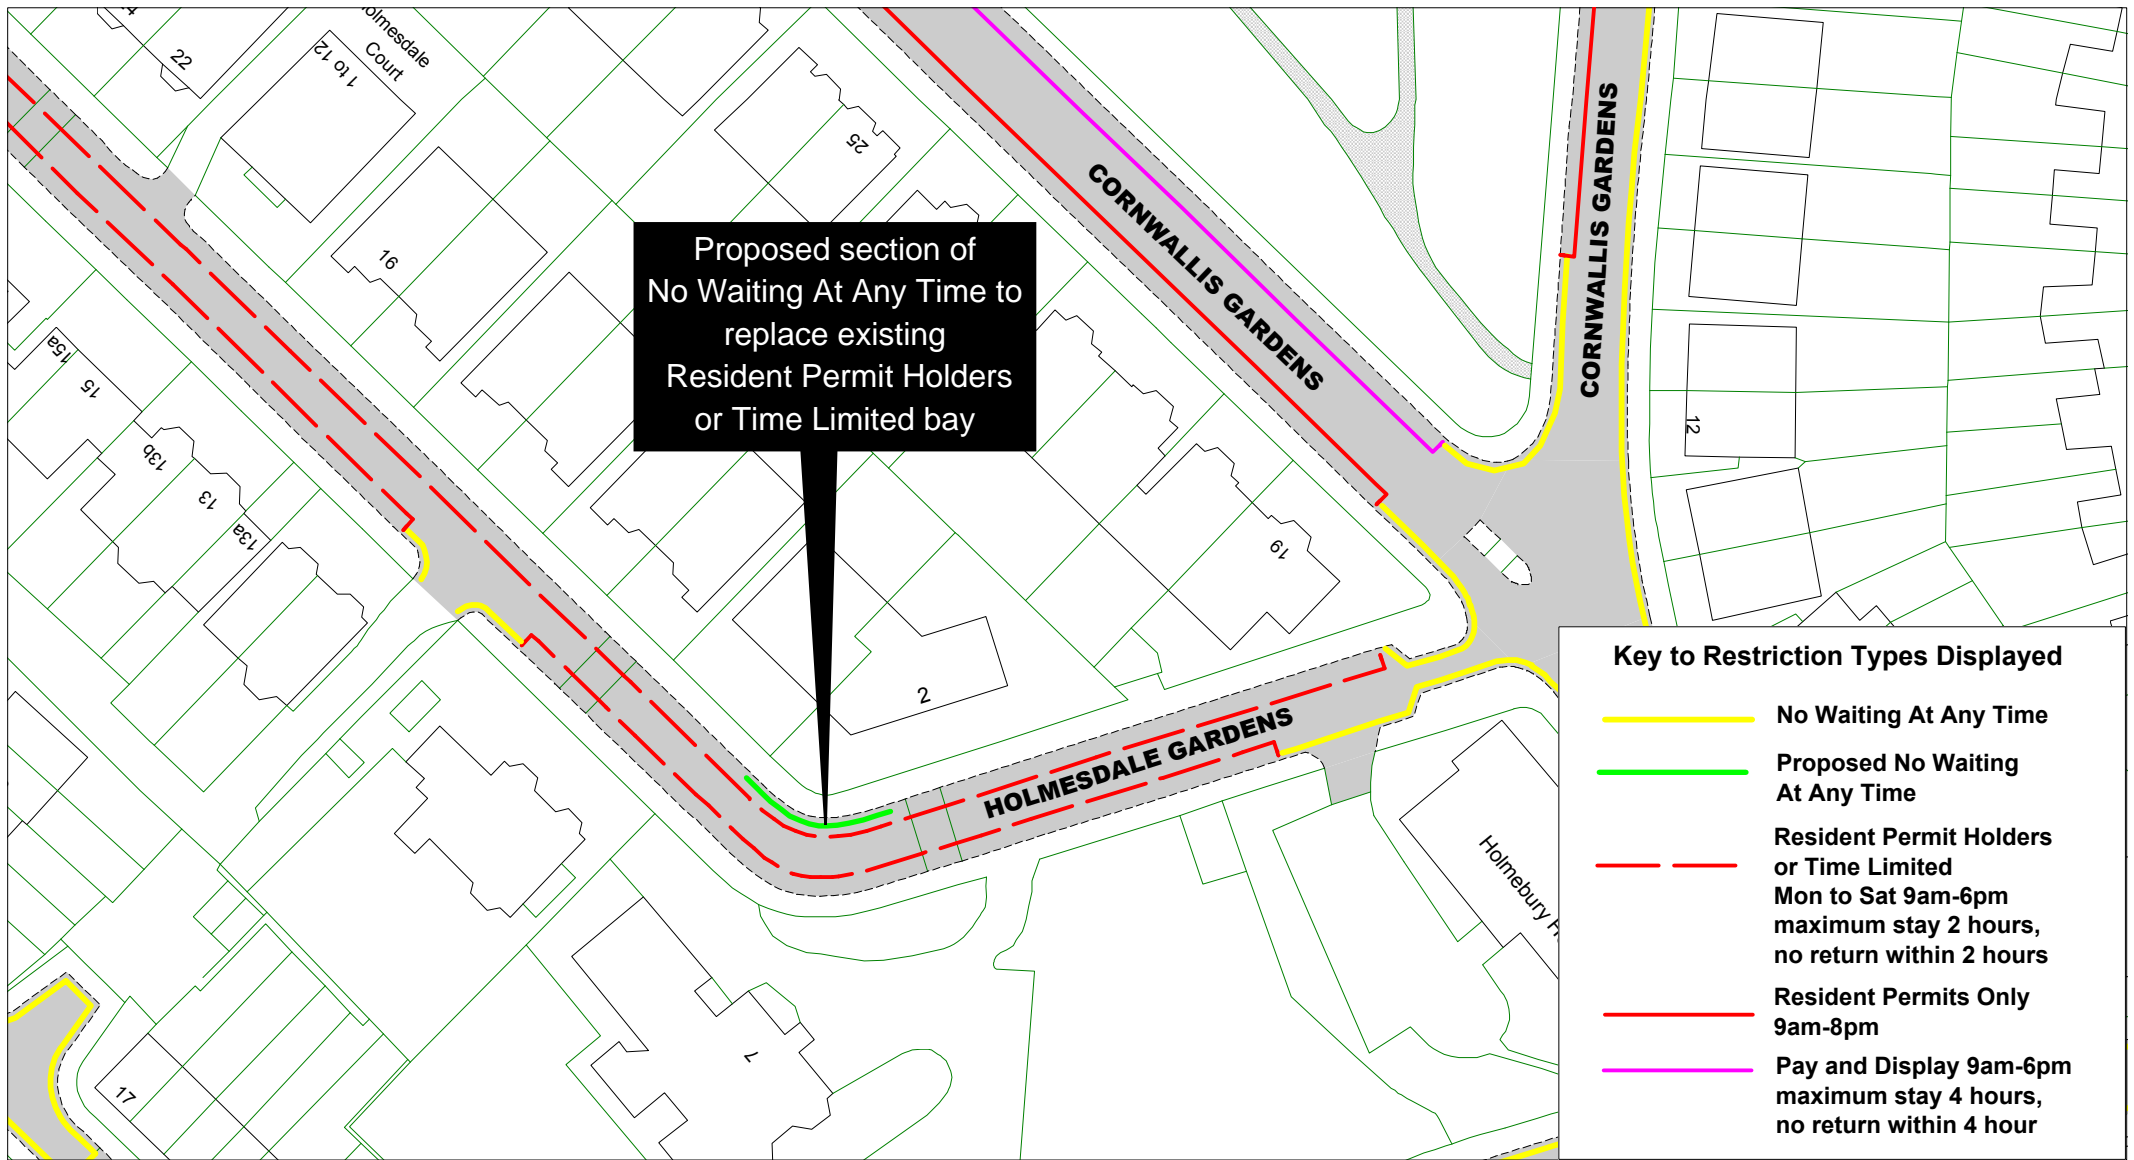 22
1 to 12
Holmesdale
Court
25
16
Proposed section of
No Waiting At Any Time to
replace existing
Resident Permit Holders
or Time Limited bay
CORNWALLIS GARDENS
CORNWALLIS GARDENS
12
15a
15
13b
13
13a
19
2
HOLMESDALE GARDENS
Holmebury
7
17
Key to Restriction Types Displayed
No Waiting At Any Time
Proposed No Waiting
At Any Time
Resident Permit Holders
or Time Limited
Mon to Sat 9am-6pm
maximum stay 2 hours,
no return within 2 hours
Resident Permits Only
9am-8pm
Pay and Display 9am-6pm
maximum stay 4 hours,
no return within 4 hour